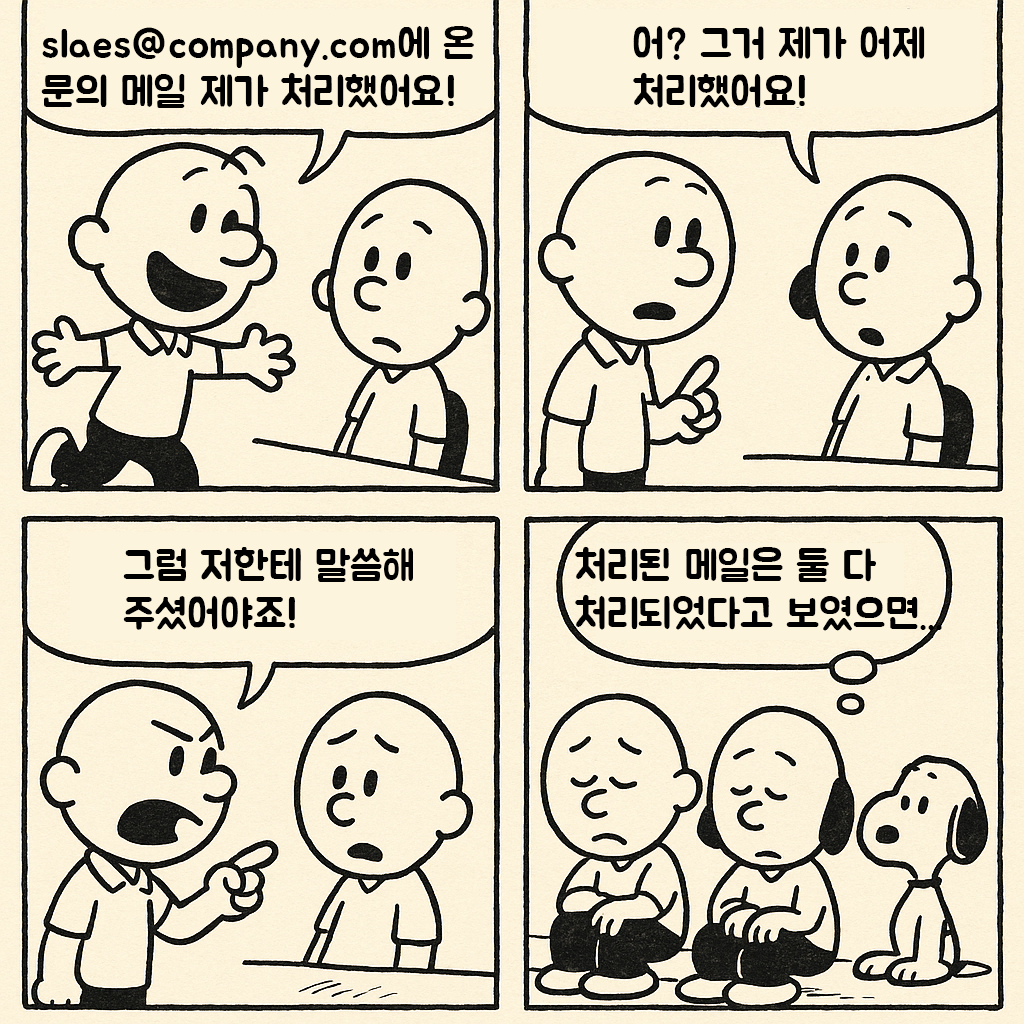 slaes@company.com에 온
문의 메일 제가 처리했어요!
어? 그거 제가 어제
처리했어요!
그럼 저한테 말씀해
주셨어야죠!
처리된 메일은 둘 다
처리되었다고 보였으면...